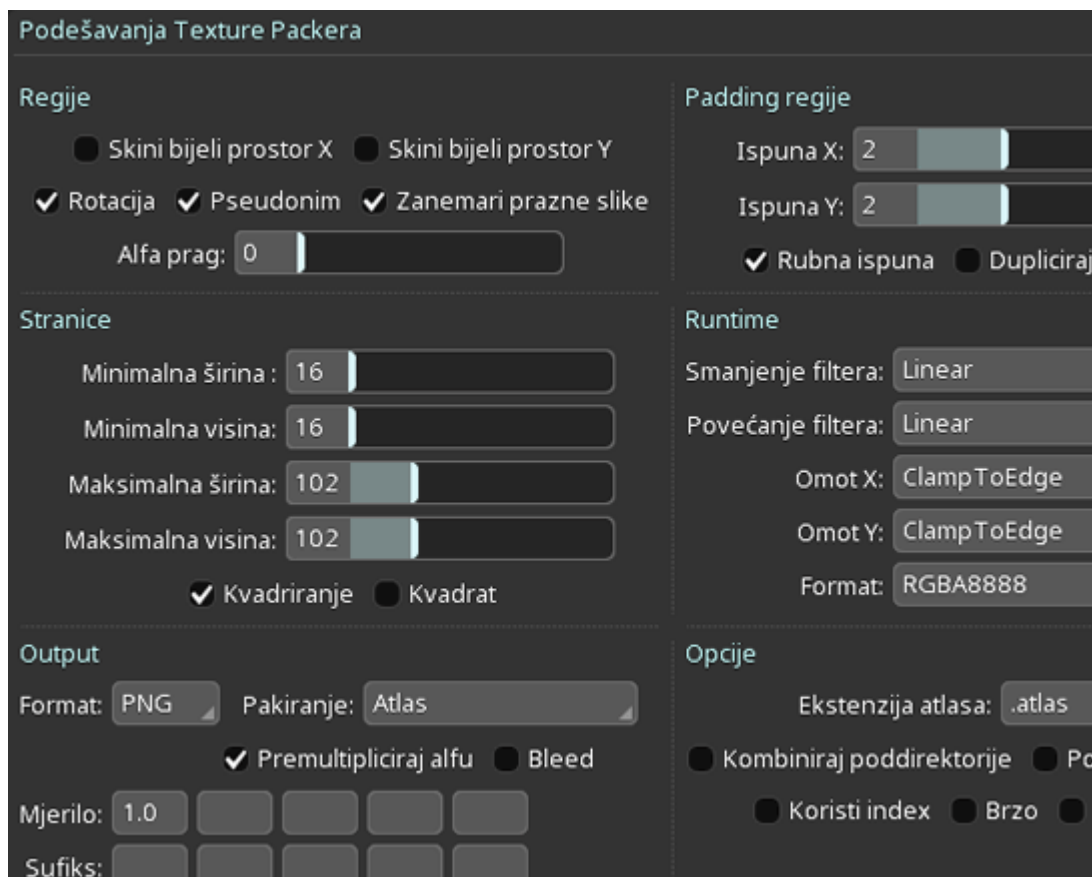 Podešavanja Texture Packera
Regije
Skini bijeli prostor X Skini bijeli prostor Y
Rotacija Pseudonim Zanemari prazne slike
Alfa prag: 0
Padding regije
Ispuna X: 2
Ispuna Y: 2
Rubna ispuna Dupliciraj
Stranice
Minimalna širina : 16
Minimalna visina: 16
Maksimalna širina: 102
Maksimalna visina: 102
Kvadriranje Kvadrat
Runtime
Smanjenje filtera: Linear
Povećanje filtera: Linear
Omot X: ClampToEdge
Omot Y: ClampToEdge
Format: RGBA8888
Output
Format: PNG Pakiranje: Atlas
Premultipliciraj alfu Bleed
Mjerilo: 1.0
Sufiks:
Opcije
Ekstenzija atlasa: .atlas
Kombiniraj poddirektorije
Koristi index Brzo